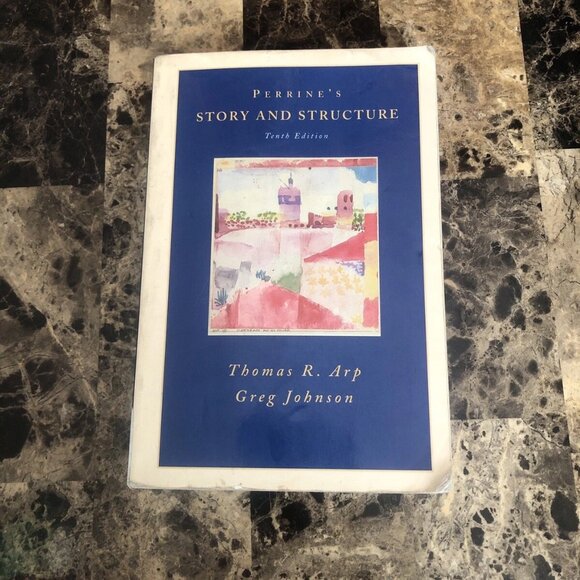 PERRINE'S
STORY AND STRUCTURE
Tenth Edition
Thomas R. Arp
Greg Johnson